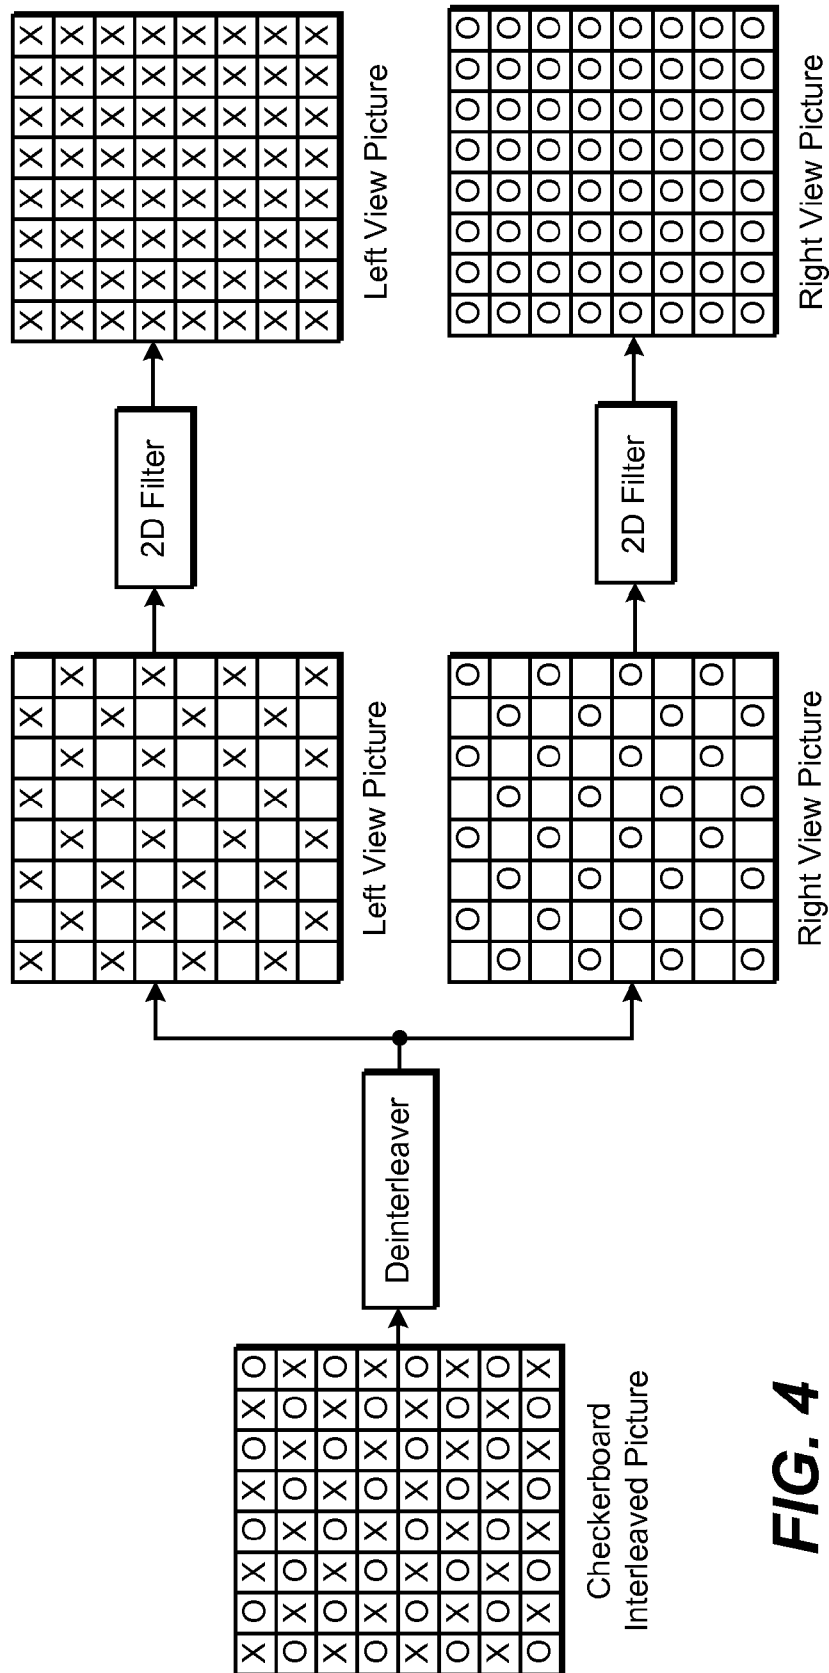 X O X O X O X O
O X O X O X O X
X O X O X O X O
O X O X O X O X
X O X O X O X O
O X O X O X O X
X O X O X O X O
O X O X O X O X
Checkerboard
Interleaved Picture
Deinterleaver
X X X X
X X X X
X X X X
X X X X
X X X X
X X X X
X X X X
X X X X
Left View Picture
2D Filter
X X X X X X X X
X X X X X X X X
X X X X X X X X
X X X X X X X X
X X X X X X X X
X X X X X X X X
X X X X X X X X
X X X X X X X X
Left View Picture
O O O O
O O O O
O O O O
O O O O
O O O O
O O O O
O O O O
O O O O
Right View Picture
2D Filter
O O O O O O O O
O O O O O O O O
O O O O O O O O
O O O O O O O O
O O O O O O O O
O O O O O O O O
O O O O O O O O
O O O O O O O O
Right View Picture
FIG. 4